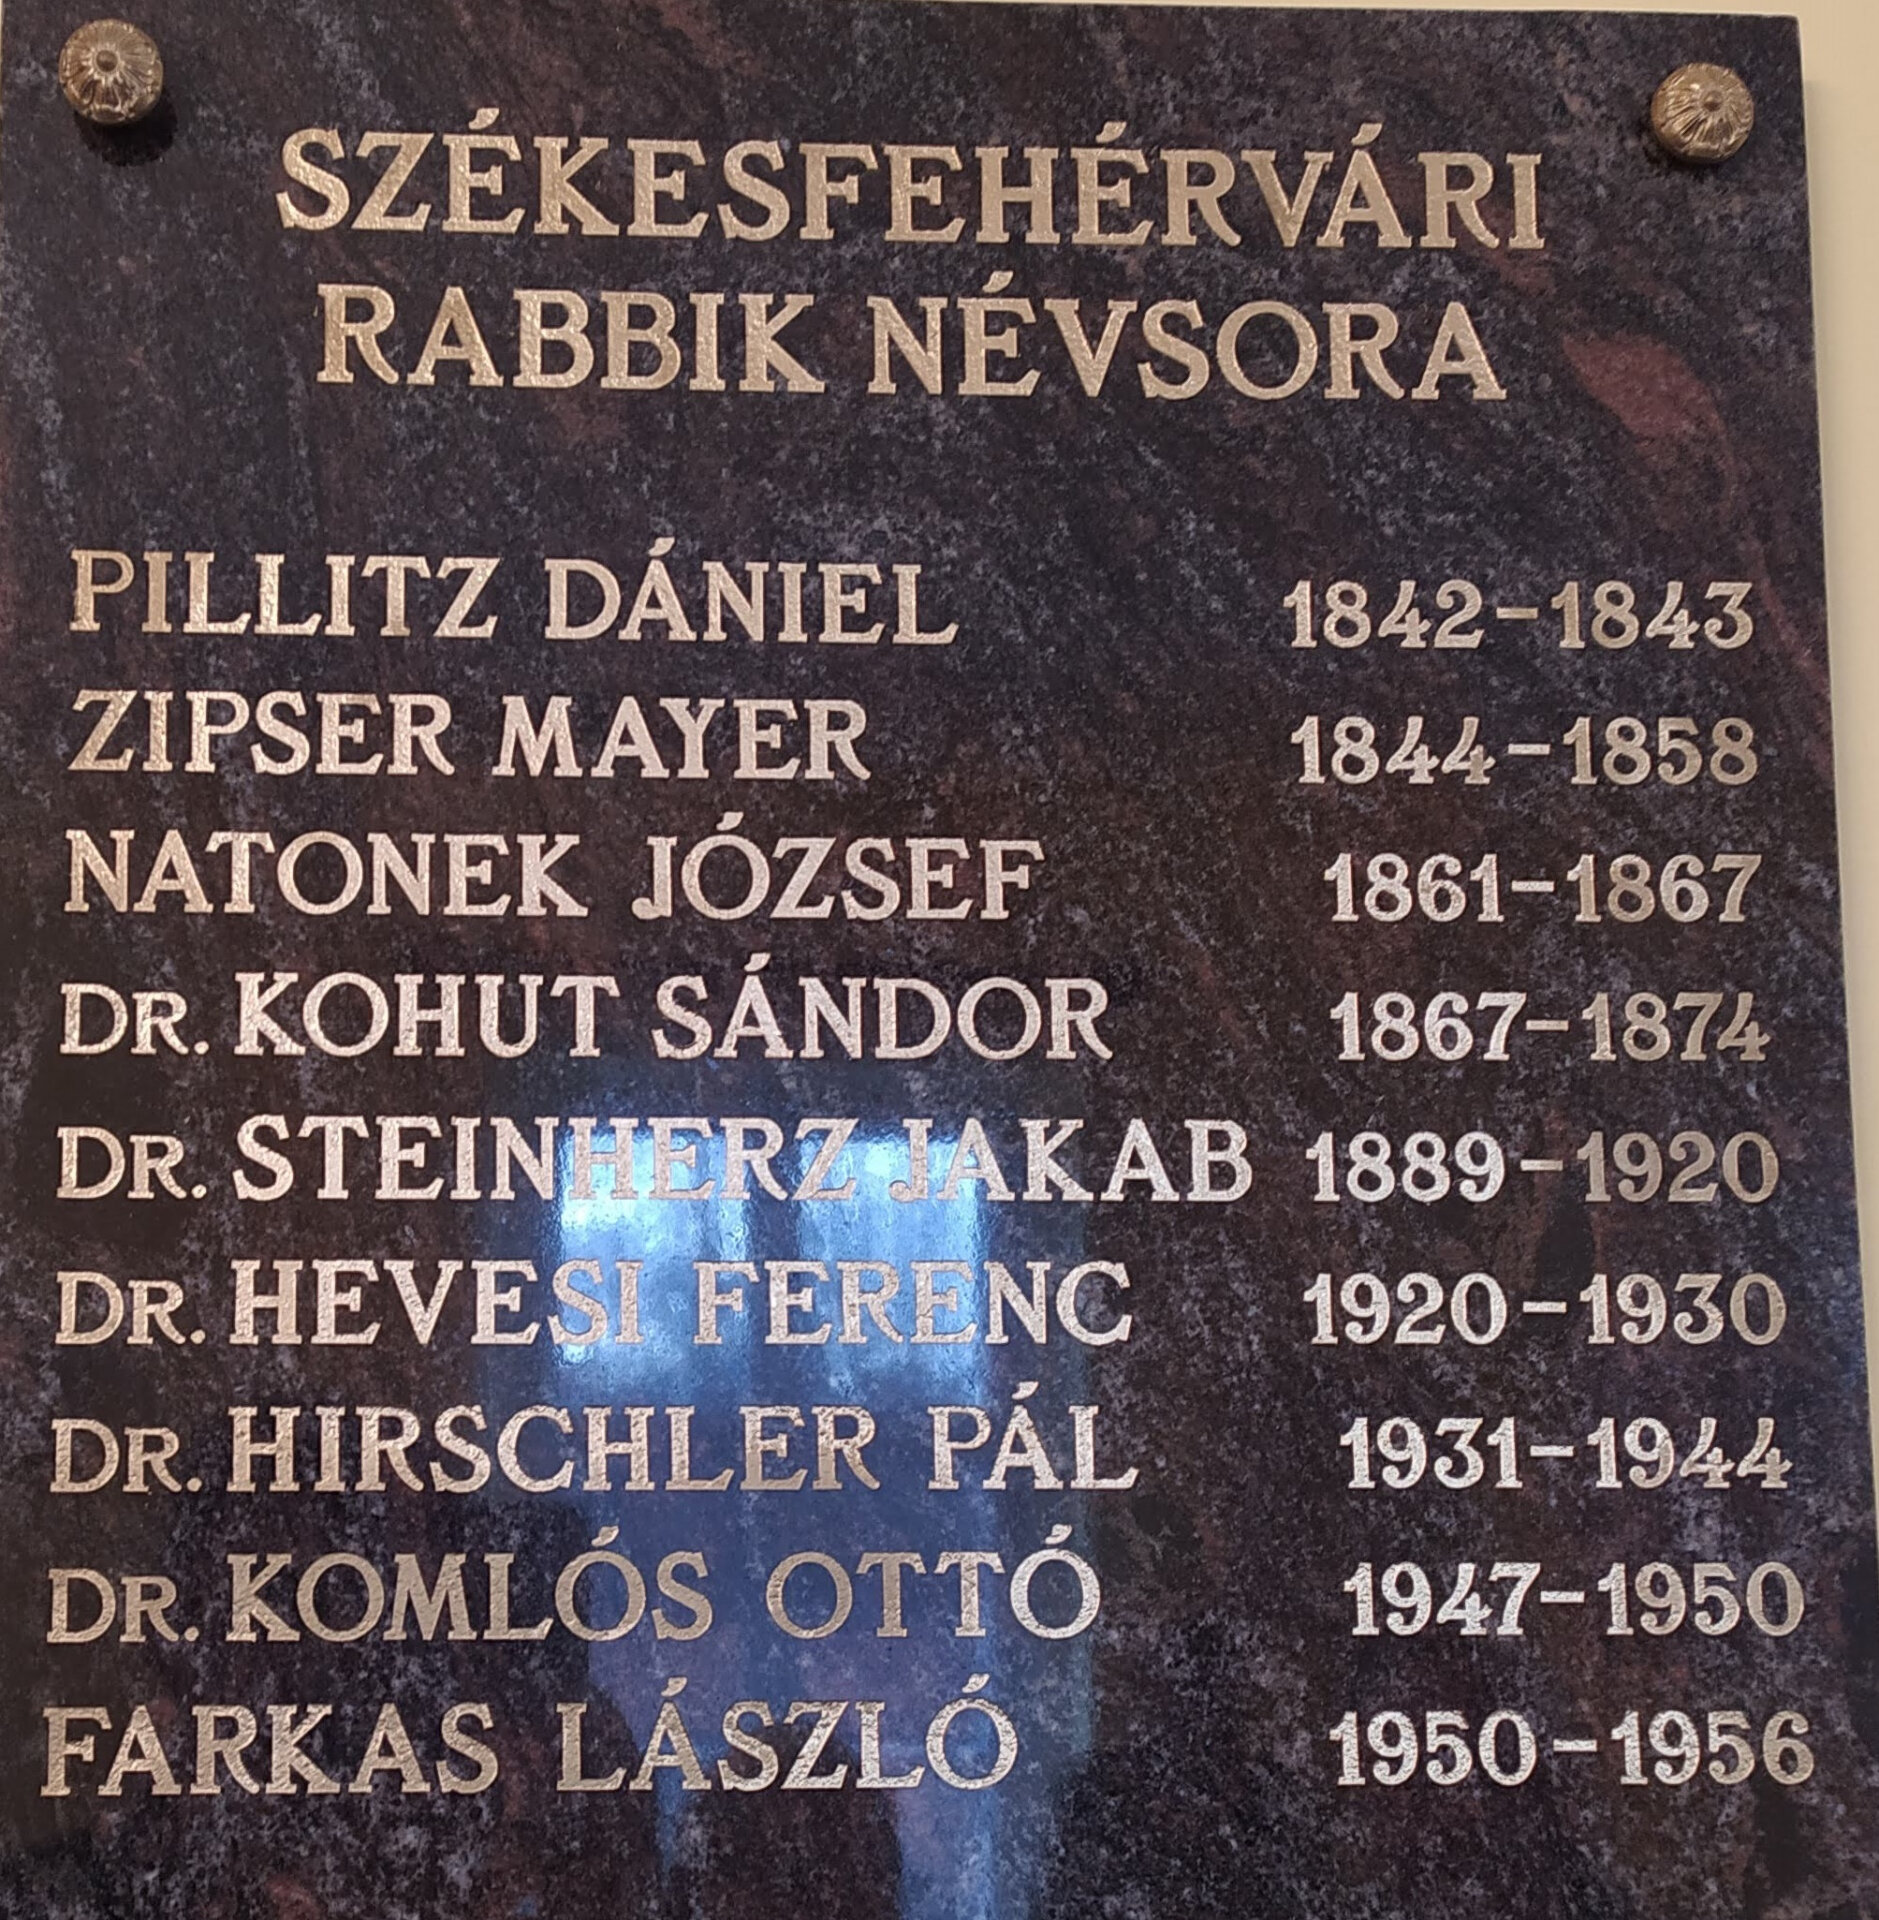 SZÉKESFEHÉRVÁRI
RABBIK NÉVSORA
PILLITZ DÁNIEL 1842-1843
ZIPSER MAYER 1844-1858
NATONEK JÓZSEF 1861-1867
DR. KOHUT SÁNDOR 1867-1874
DR. STEINHERZ JAKAB 1889-1920
DR. HEVESI FERENC 1920-1930
DR. HIRSCHLER PÁL 1931-1944
DR. KOMLÓS OTTÓ 1947-1950
FARKAS LÁSZLÓ 1950-1956